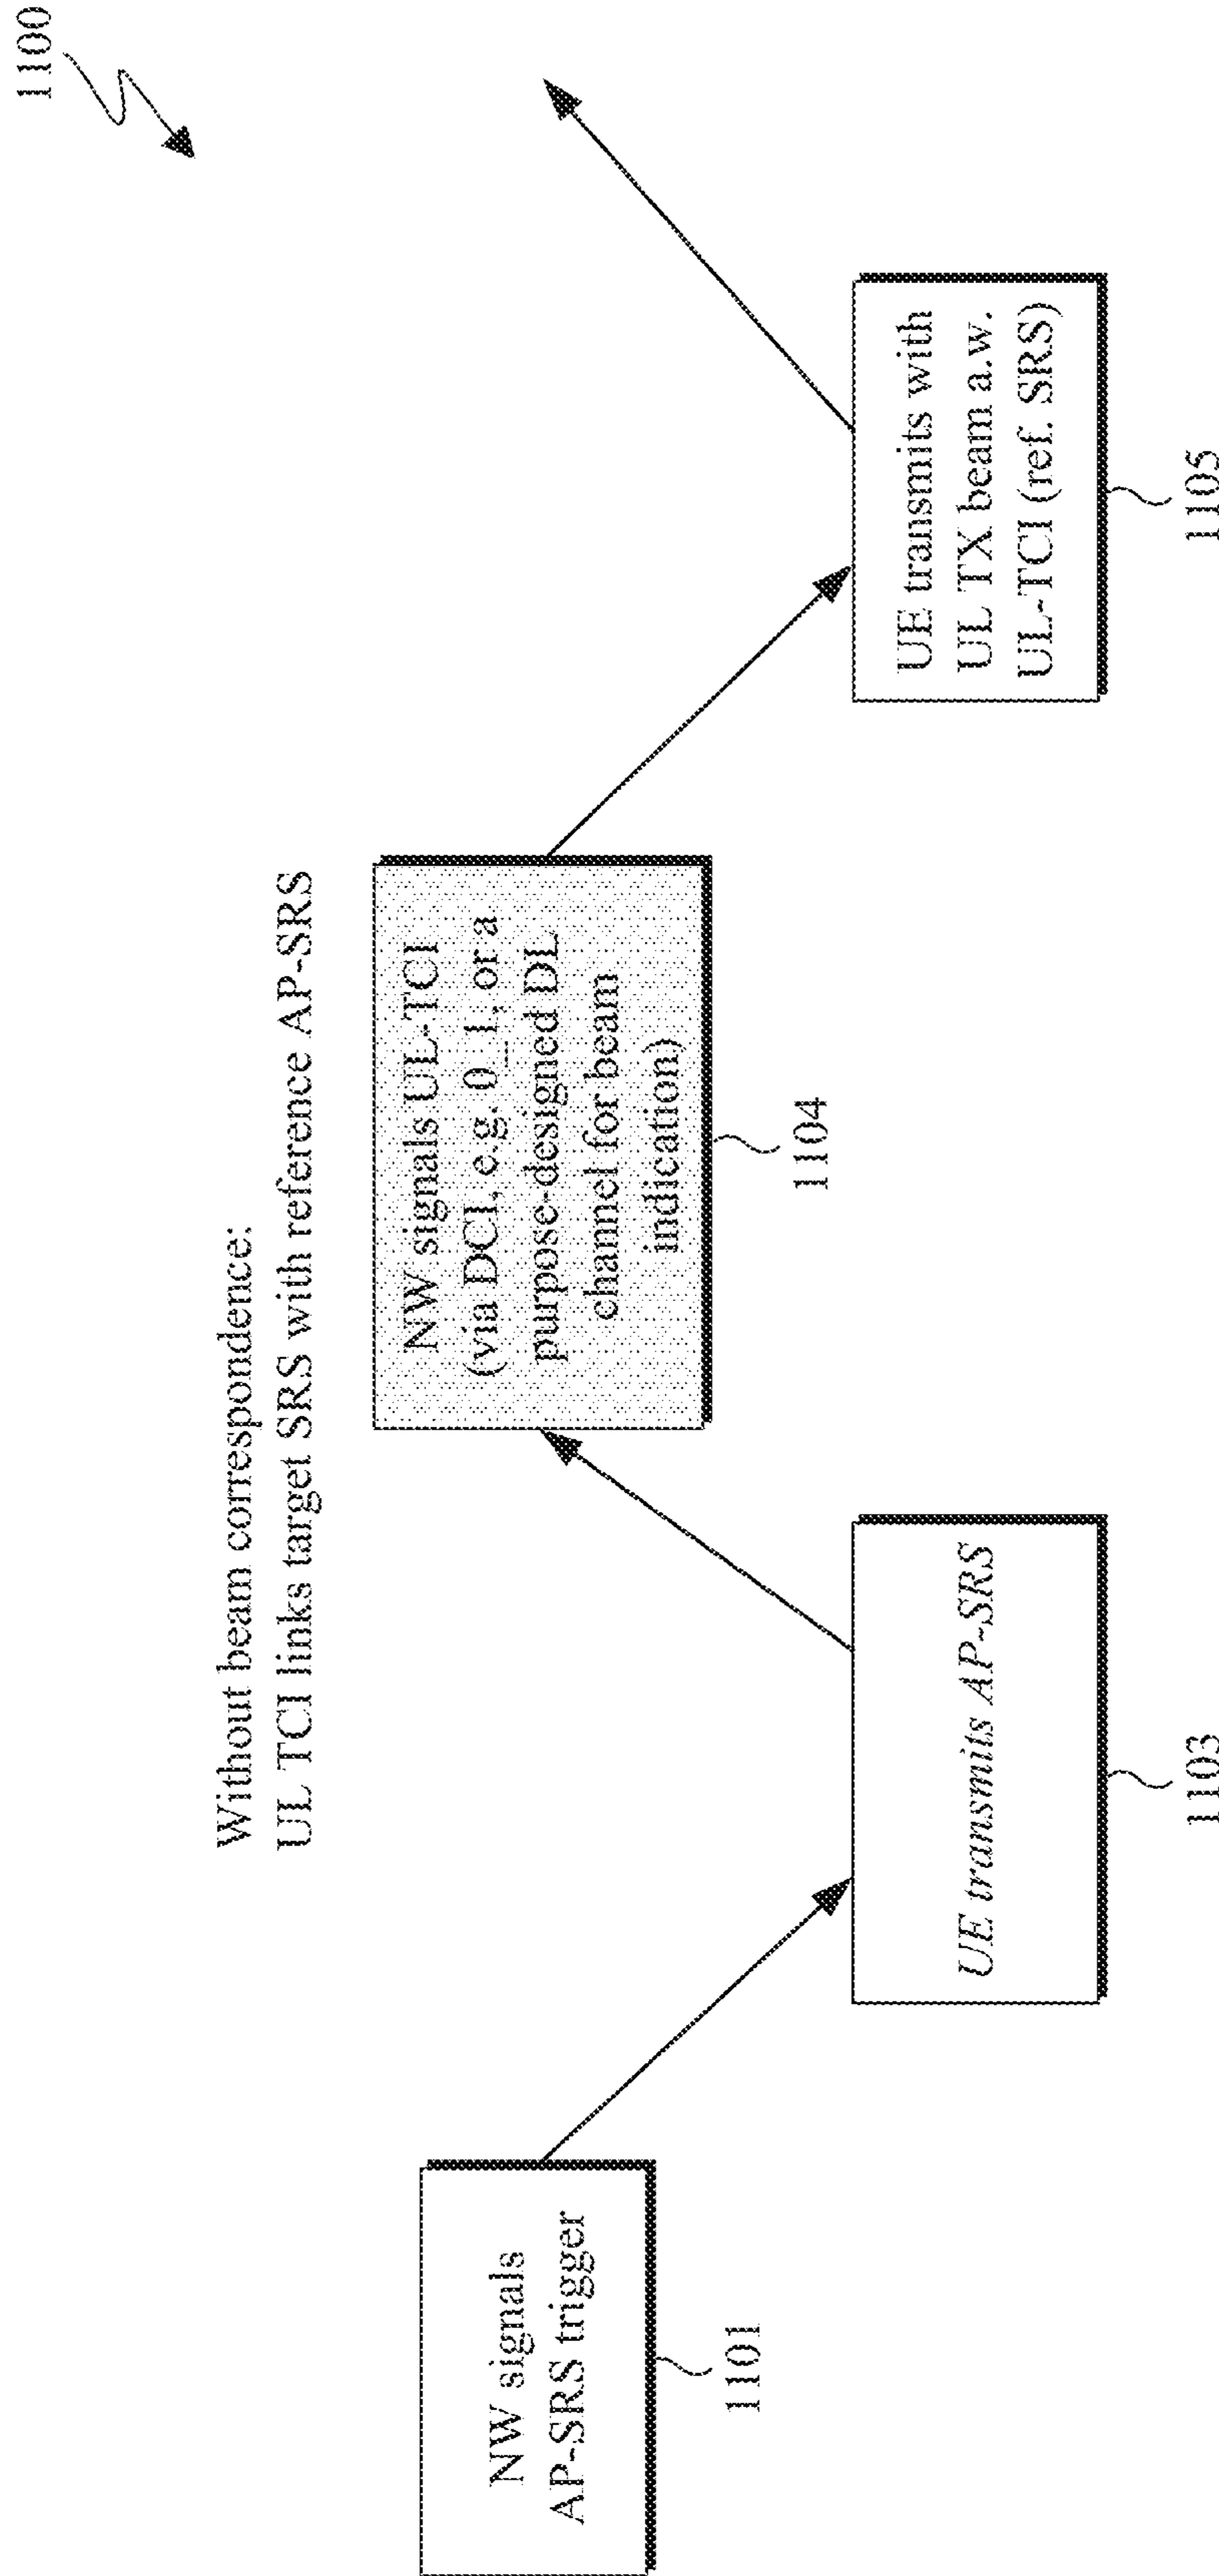 1100
Without beam correspondence:
UL TCI links target SRS with reference AP-SRS
NW signals
AP-SRS trigger
1101
UE transmits AP-SRS
1103
NW signals UL-TCI
(via DCI, e.g. 0_1, or a
purpose-designed DL
channel for beam
indication)
1104
UE transmits with
UL TX beam a.w.
UL-TCI (ref. SRS)
1105